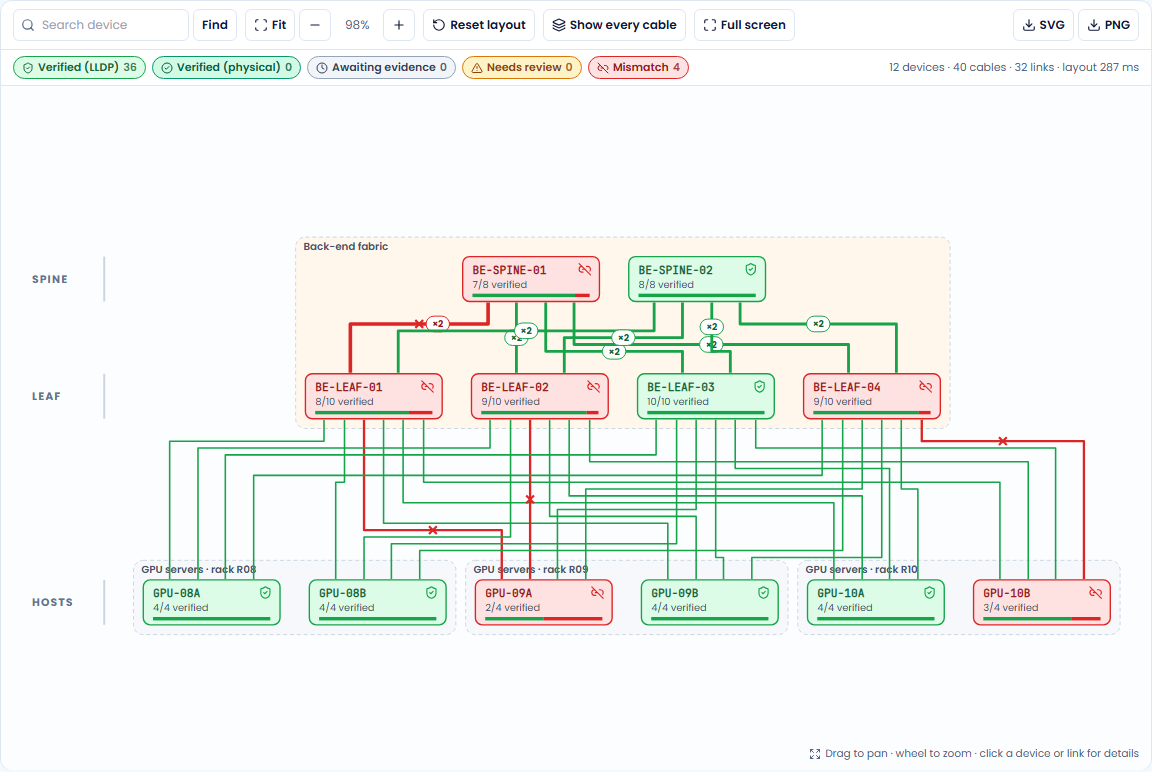 Search device
Find
Fit
98%
Reset layout
Show every cable
Full screen
SVG
PNG
Verified (LLDP) 36
Verified (physical) 0
Awaiting evidence 0
Needs review 0
Mismatch 4
12 devices · 40 cables · 32 links · layout 287 ms
Back-end fabric
SPINE
BE-SPINE-01
7/8 verified
BE-SPINE-02
8/8 verified
×2
×2
×2
×2
×2
×2
×2
×2
LEAF
BE-LEAF-01
8/10 verified
BE-LEAF-02
9/10 verified
BE-LEAF-03
10/10 verified
BE-LEAF-04
9/10 verified
GPU servers · rack R08
GPU servers · rack R09
GPU servers · rack R10
HOSTS
GPU-08A
4/4 verified
GPU-08B
4/4 verified
GPU-09A
2/4 verified
GPU-09B
4/4 verified
GPU-10A
4/4 verified
GPU-10B
3/4 verified
Drag to pan · wheel to zoom · click a device or link for details